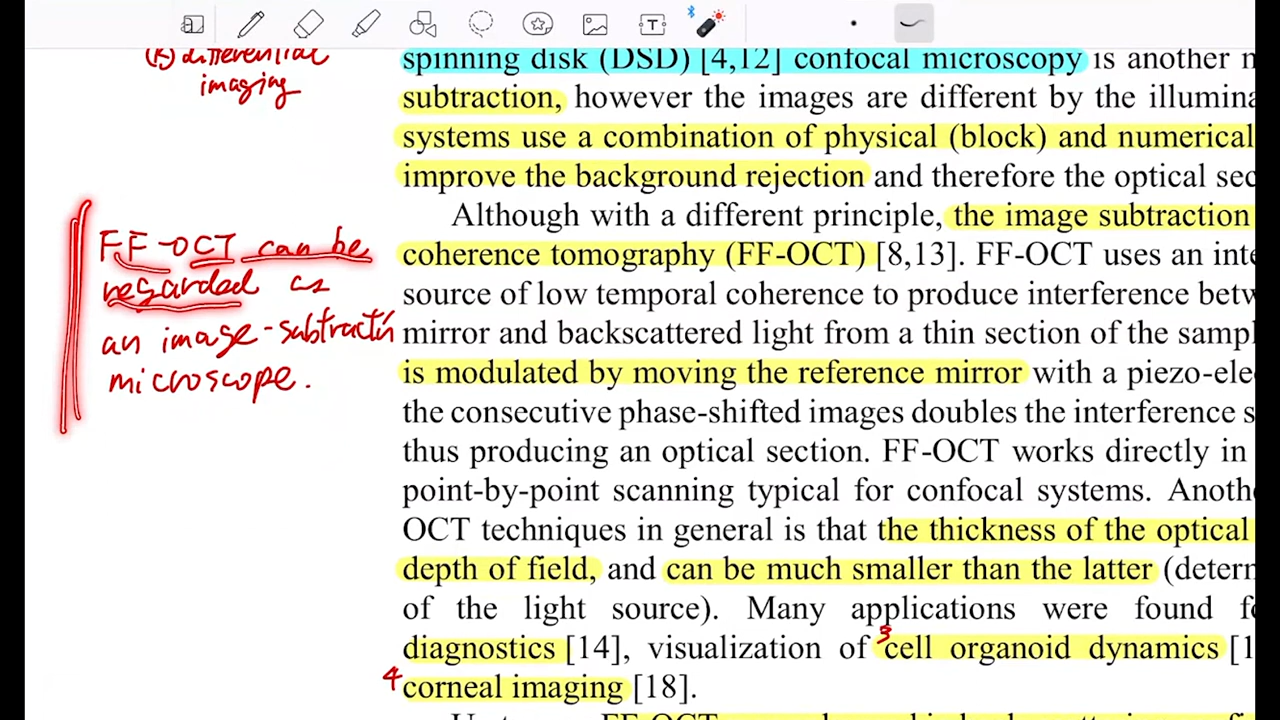 (K) differential
imaging
FF-OCT can be
regarded as
an image-subtractin
microscope.
spinning disk (DSD) [4,12] confocal microscopy is another
subtraction, however the images are different by the illumina
systems use a combination of physical (block) and numerical
improve the background rejection and therefore the optical sec
Although with a different principle, the image subtraction
coherence tomography (FF-OCT) [8,13]. FF-OCT uses an inte
source of low temporal coherence to produce interference betw
mirror and backscattered light from a thin section of the sampl
is modulated by moving the reference mirror with a piezo-ele
the consecutive phase-shifted images doubles the interference s
thus producing an optical section. FF-OCT works directly in
point-by-point scanning typical for confocal systems. Anothe
OCT techniques in general is that the thickness of the optical
depth of field, and can be much smaller than the latter (determ
of the light source). Many applications were found fo
diagnostics [14], visualization of 3 cell organoid dynamics [1
4 corneal imaging [18].